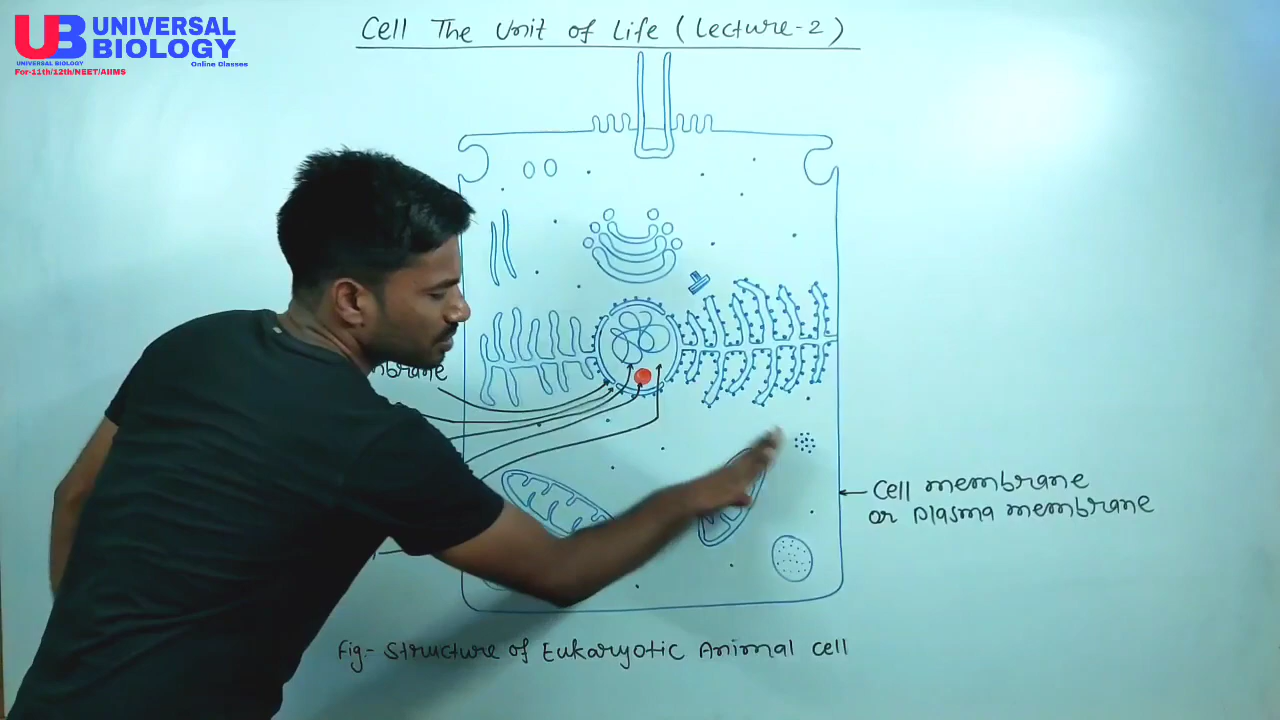 Cell The Unit of Life (Lecture-2)
UB UNIVERSAL
BIOLOGY
UNIVERSAL BIOLOGY
Online Classes
For-11th/12th/NEET/AIIMS
Cell membrane
or Plasma membrane
Fig:- Structure of Eukaryotic Animal cell